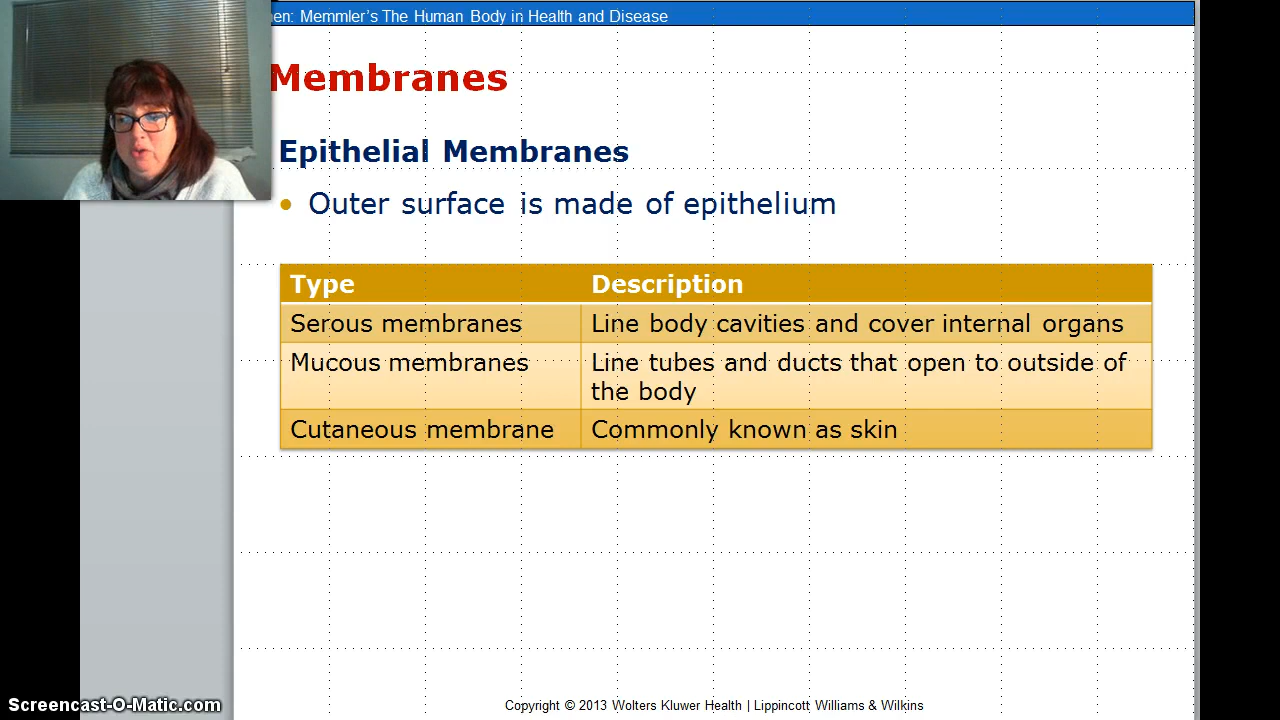 Memmler's The Human Body in Health and Disease
Membranes
Epithelial Membranes
• Outer surface is made of epithelium
Type Description
Serous membranes Line body cavities and cover internal organs
Mucous membranes Line tubes and ducts that open to outside of
the body
Cutaneous membrane Commonly known as skin
Screencast-O-Matic.com
Copyright © 2013 Wolters Kluwer Health | Lippincott Williams & Wilkins